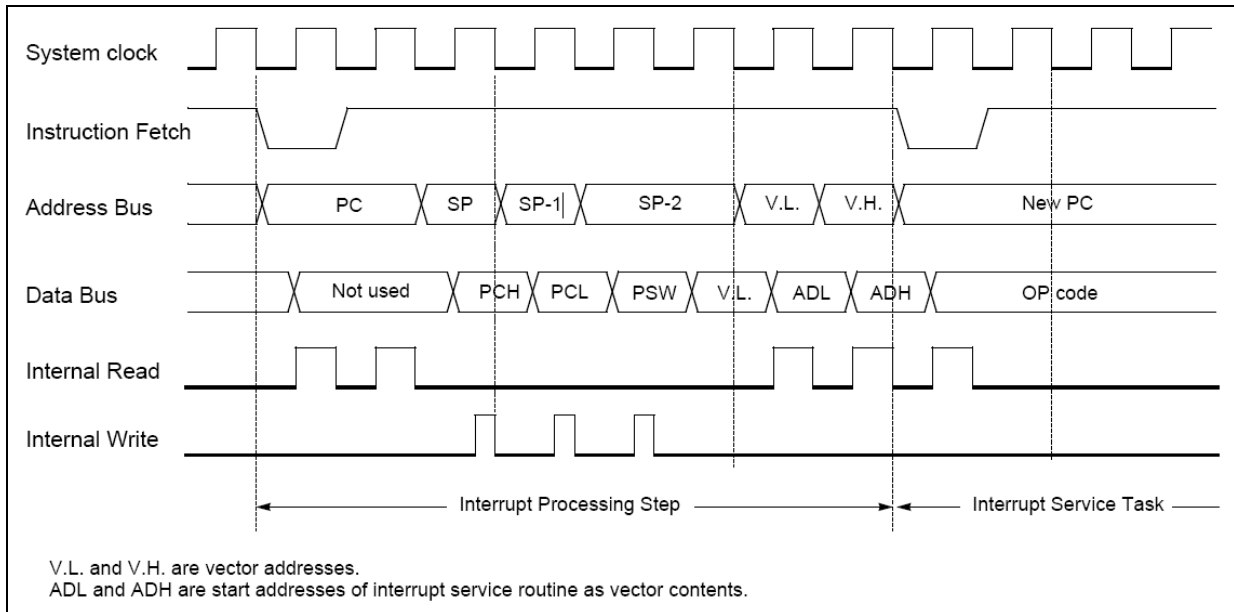 System clock
Instruction Fetch
Address Bus PC SP SP-1 SP-2 V.L. V.H. New PC
Data Bus Not used PCH PCL PSW V.L. ADL ADH OP code
Internal Read
Internal Write
Interrupt Processing Step Interrupt Service Task
V.L. and V.H. are vector addresses.
ADL and ADH are start addresses of interrupt service routine as vector contents.